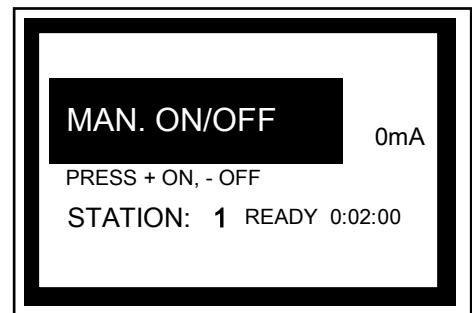 MAN. ON/OFF
0mA
PRESS + ON, - OFF
STATION: 1 READY 0:02:00